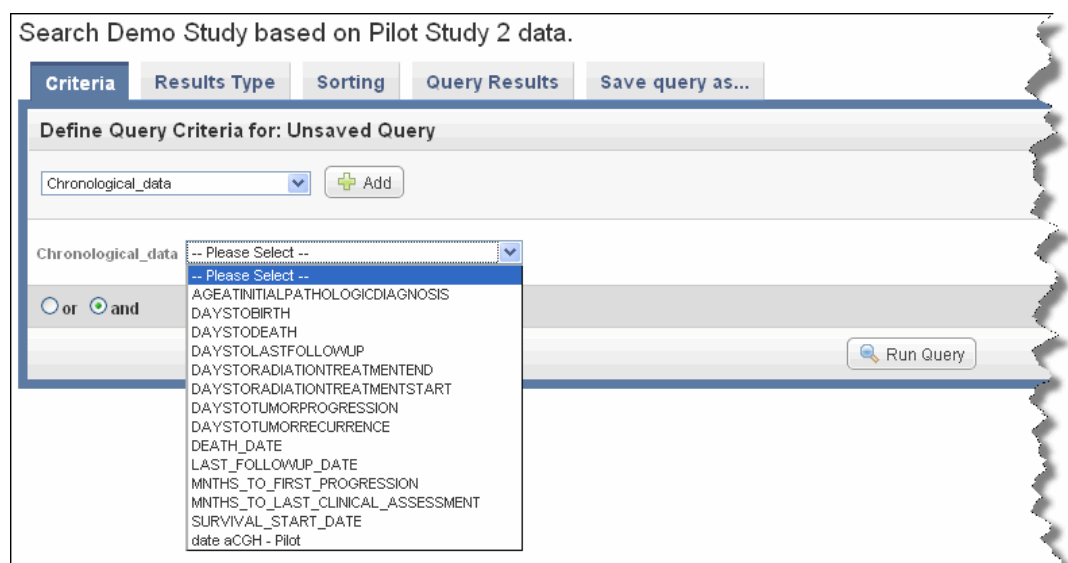 Search Demo Study based on Pilot Study 2 data.
Criteria Results Type Sorting Query Results Save query as...
Define Query Criteria for: Unsaved Query
Chronological_data Add
Chronological_data -- Please Select --
-- Please Select --
AGEATINITIALPATHOLOGICDIAGNOSIS
or and
DAYSTOBIRTH
DAYSTODEATH
DAYSTOLASTFOLLOWUP
Run Query
DAYSTORADIATIONTREATMENTEND
DAYSTORADIATIONTREATMENTSTART
DAYSTOTUMORPROGRESSION
DAYSTOTUMORRECURRENCE
DEATH_DATE
LAST_FOLLOWUP_DATE
MNTHS_TO_FIRST_PROGRESSION
MNTHS_TO_LAST_CLINICAL_ASSESSMENT
SURVIVAL_START_DATE
date aCGH - Pilot